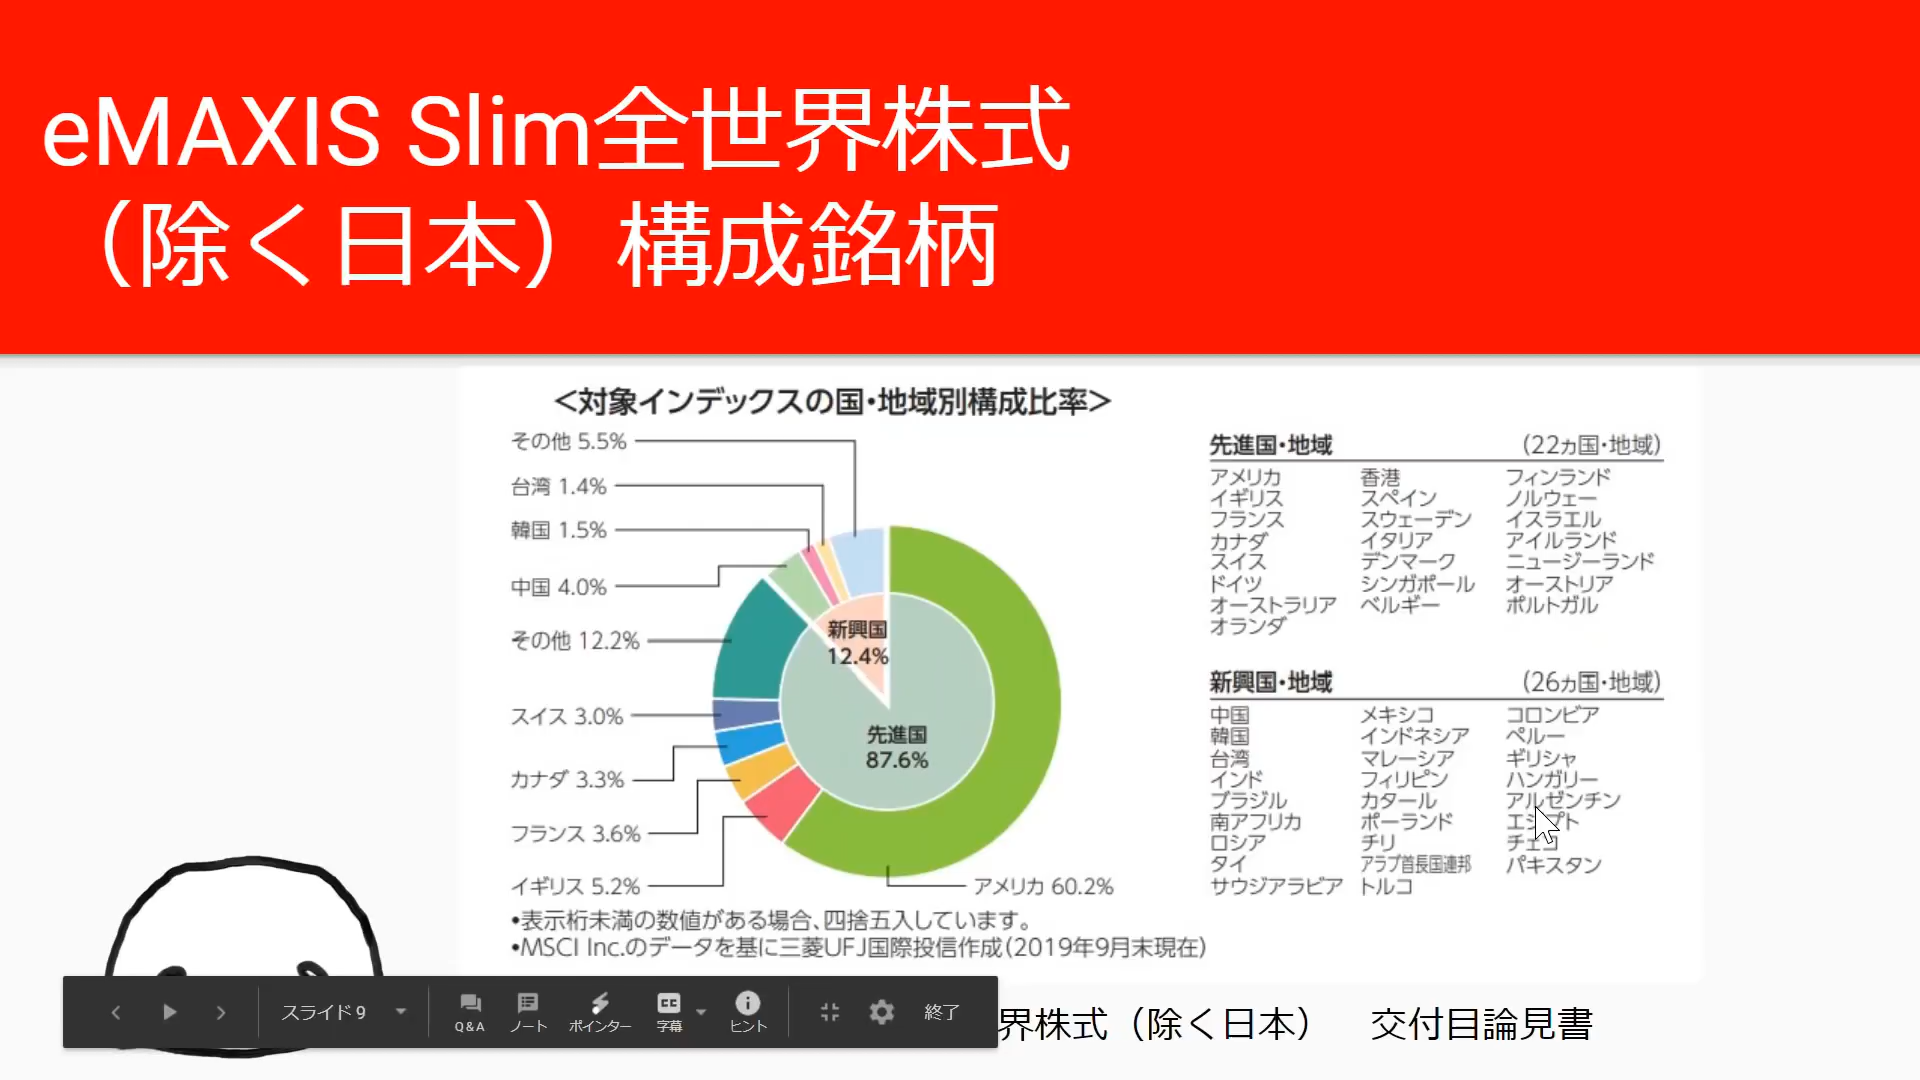 eMAXIS Slim全世界株式
（除く日本）構成銘柄
＜対象インデックスの国・地域別構成比率＞
その他 5.5%
台湾 1.4%
韓国 1.5%
中国 4.0%
その他 12.2%
スイス 3.0%
カナダ 3.3%
フランス 3.6%
イギリス 5.2%
アメリカ 60.2%
新興国
12.4%
先進国
87.6%
•表示桁未満の数値がある場合、四捨五入しています。
•MSCI Inc.のデータを基に三菱UFJ国際投信作成（2019年9月末現在）
先進国・地域 （22ヵ国・地域）
アメリカ 香港 フィンランド
イギリス スペイン ノルウェー
フランス スウェーデン イスラエル
カナダ イタリア アイルランド
スイス デンマーク ニュージーランド
ドイツ シンガポール オーストリア
オーストラリア ベルギー ポルトガル
オランダ
新興国・地域 （26ヵ国・地域）
中国 メキシコ コロンビア
韓国 インドネシア ペルー
台湾 マレーシア ギリシャ
インド フィリピン ハンガリー
ブラジル カタール アルゼンチン
南アフリカ ポーランド エジプト
ロシア チリ チェコ
タイ アラブ首長国連邦 パキスタン
サウジアラビア トルコ
スライド 9
Q&A
ノート
ポインター
CC
字幕
ヒント
終了
界株式（除く日本） 交付目論見書